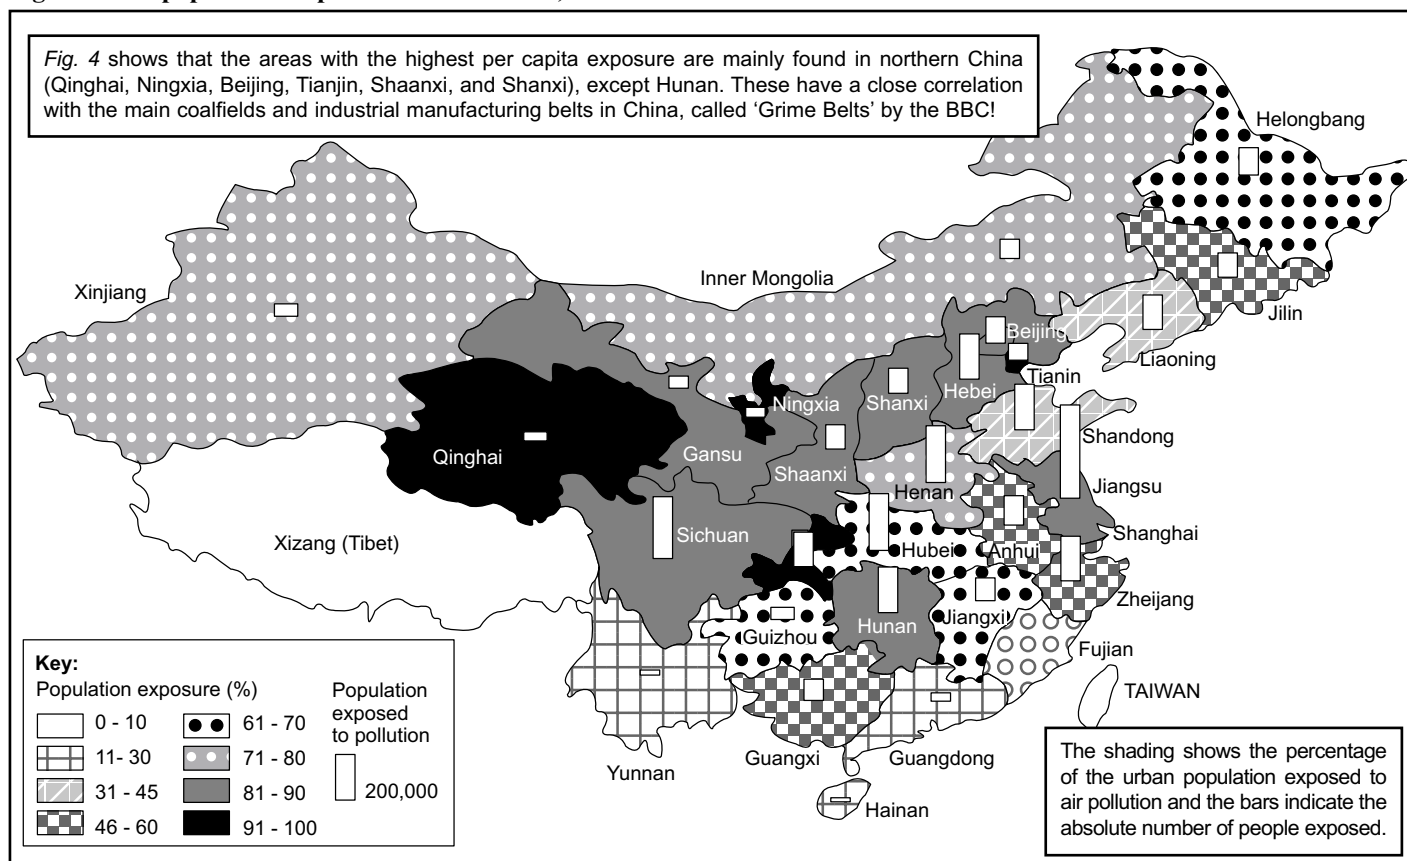 Fig. 4 shows that the areas with the highest per capita exposure are mainly found in northern China
(Qinghai, Ningxia, Beijing, Tianjin, Shaanxi, and Shanxi), except Hunan. These have a close correlation
with the main coalfields and industrial manufacturing belts in China, called ‘Grime Belts’ by the BBC!
Helongbang
Xinjiang
Inner Mongolia
Jilin
Beijing
Liaoning
Tianin
Hebei
Shanxi
Ningxia
Shandong
Qinghai
Gansu
Shaanxi
Henan
Jiangsu
Sichuan
Shanghai
Xizang (Tibet)
Hubei
Anhui
Zheijang
Jiangxi
Hunan
Guizhou
Fujian
TAIWAN
Guangxi
Guangdong
Yunnan
Hainan
Key:
Population exposure (%)
0 - 10
11- 30
31 - 45
46 - 60
61 - 70
71 - 80
81 - 90
91 - 100
Population
exposed
to pollution
200,000
The shading shows the percentage
of the urban population exposed to
air pollution and the bars indicate the
absolute number of people exposed.